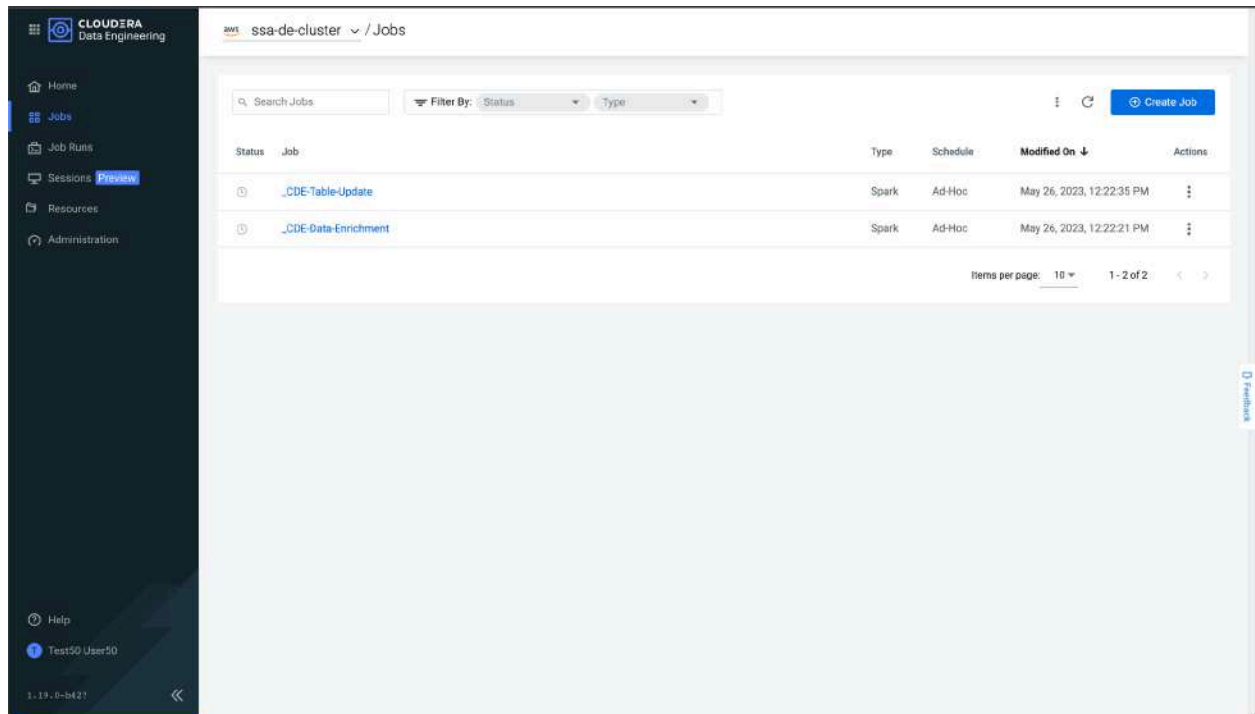 CLOUDERA
Data Engineering
aws ssa-de-cluster / Jobs
Home
Jobs
Job Runs
Sessions Preview
Resources
Administration
Search Jobs Filter By: Status Type Create Job
Status Job Type Schedule Modified On Actions
_CDE-Table-Update Spark Ad-Hoc May 26, 2023, 12:22:35 PM
_CDE-Data-Enrichment Spark Ad-Hoc May 26, 2023, 12:22:21 PM
Items per page: 10 1 - 2 of 2
Feedback
Help
T Test50 User50